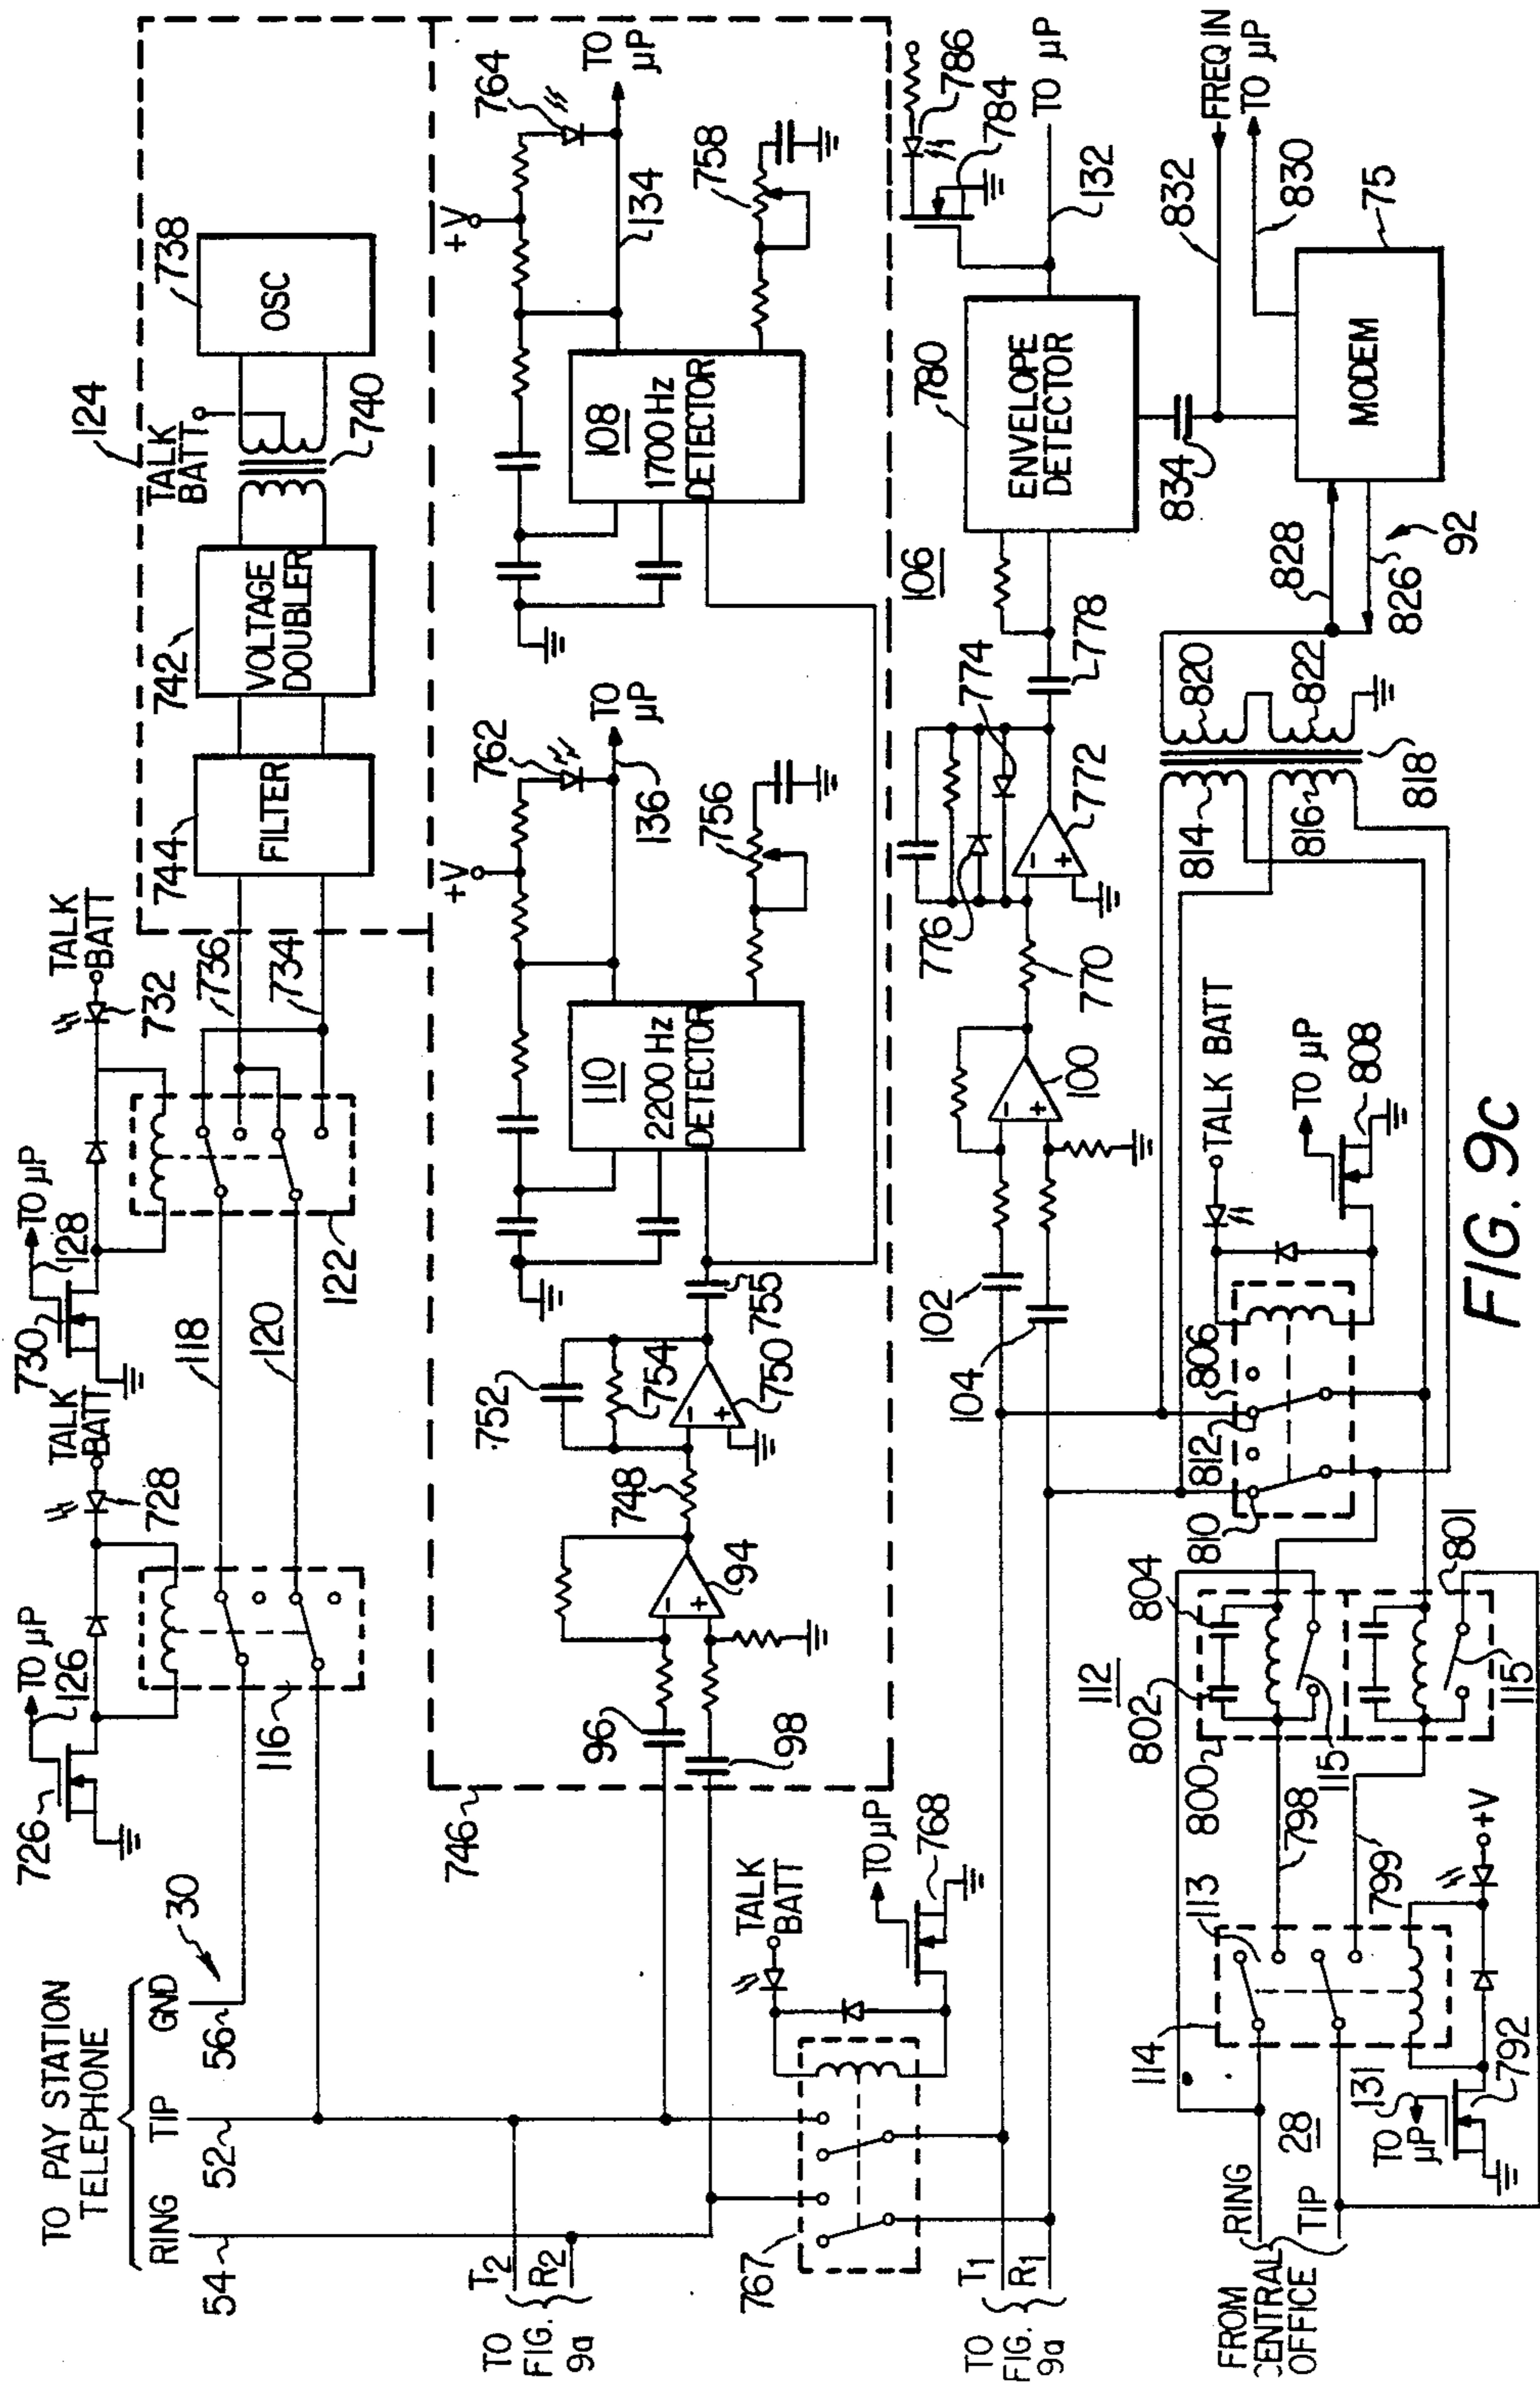 TO PAY STATION
TELEPHONE
RING TIP GND
54 52 56 30
726
TO µP
126
728
TALK
BATT
116
118
120
730
TO µP
128
122
732
TALK
BATT
736
734
744
FILTER
742
VOLTAGE
DOUBLER
740
TALK
BATT
124
738
OSC
T2
R2
TO
FIG.
9a
746
96
98
94
748
752
754
750
755
110
2200 Hz
DETECTOR
+V
762
TO
µP
136
756
108
1700 Hz
DETECTOR
+V
764
TO
µP
134
758
767
TALK
BATT
TO µP
768
T1
R1
TO
FIG.
9a
102
104
100
770
776
774
772
778
106
780
ENVELOPE
DETECTOR
786
784
TO µP
132
834
832
FREQ IN
TO µP
830
75
MODEM
828
826
92
820
822
818
814
816
FROM
CENTRAL
OFFICE
RING
TIP
28
114
113
TO
µP
131
792
+V
798
799
800
802
804
112
115
115
801
810
812
806
TALK BATT
TO µP
808
FIG. 9c